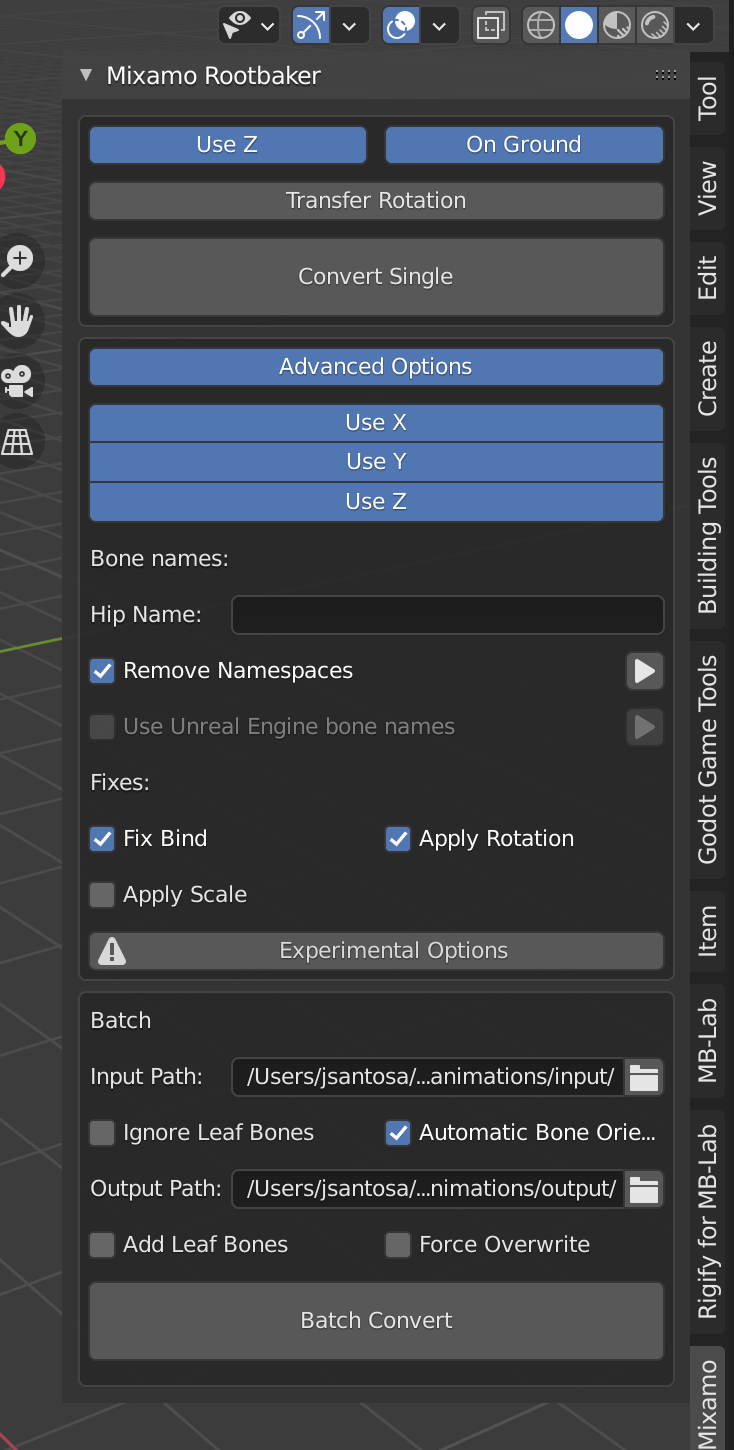 Mixamo Rootbaker
Y
Use Z
On Ground
Transfer Rotation
Convert Single
Advanced Options
Use X
Use Y
Use Z
Bone names:
Hip Name:
Remove Namespaces
Use Unreal Engine bone names
Fixes:
Fix Bind
Apply Rotation
Apply Scale
Experimental Options
Batch
Input Path: /Users/jsantosa/...animations/input/
Ignore Leaf Bones
Automatic Bone Orie...
Output Path: /Users/jsantosa/...nimations/output/
Add Leaf Bones
Force Overwrite
Batch Convert
Tool
View
Edit
Create
Building Tools
Godot Game Tools
Item
MB-Lab
Rigify for MB-Lab
Mixamo